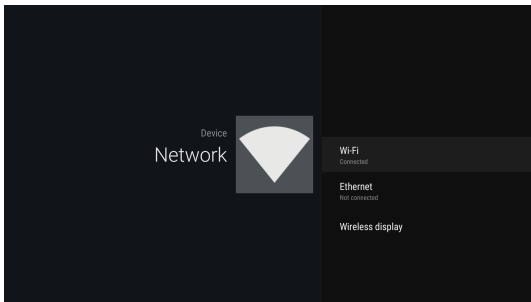 Device
Network
Wi-Fi
Connected
Ethernet
Not connected
Wireless display